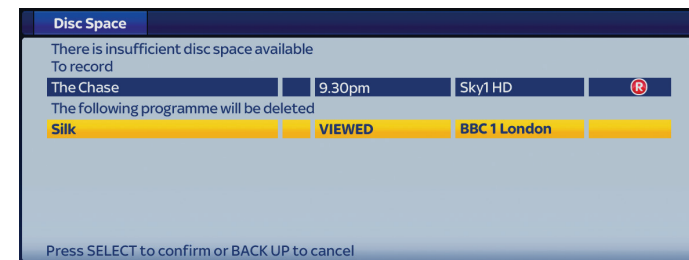 Disc Space
There is insufficient disc space available
To record
The Chase 9.30pm Sky1 HD R
The following programme will be deleted
Silk VIEWED BBC 1 London
Press SELECT to confirm or BACK UP to cancel